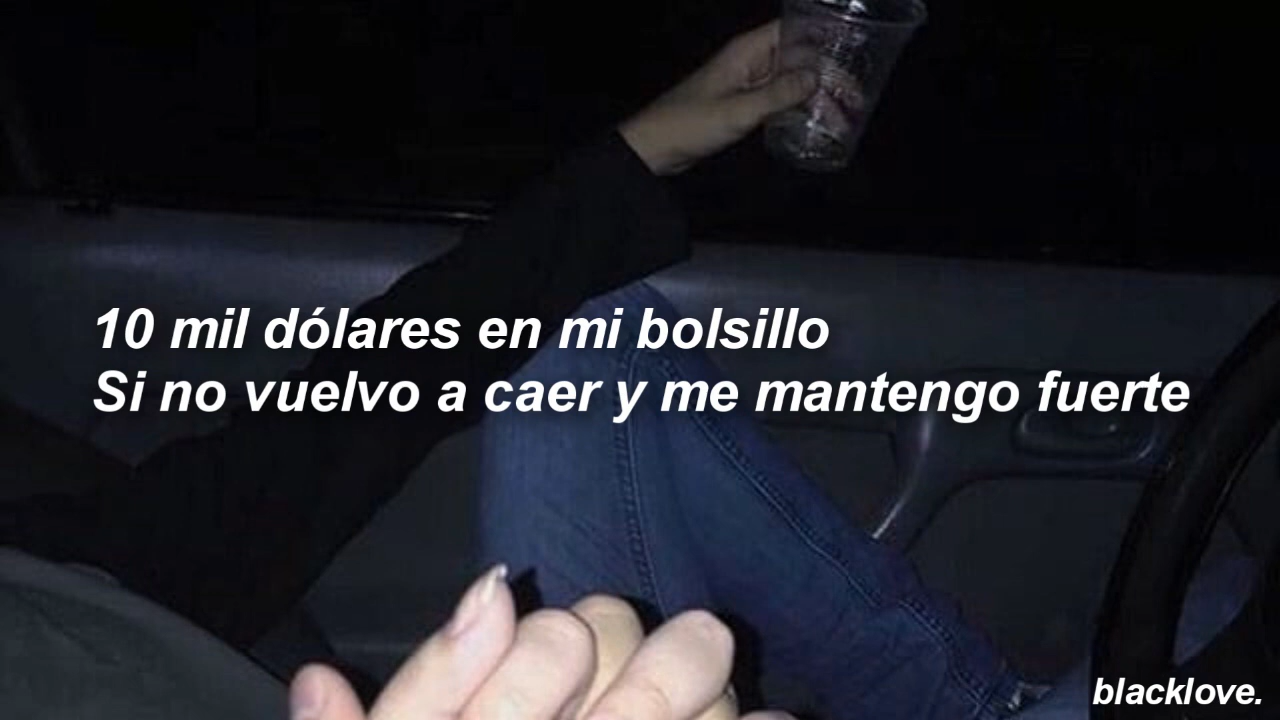 10 mil dólares en mi bolsillo
Si no vuelvo a caer y me mantengo fuerte
blacklove.